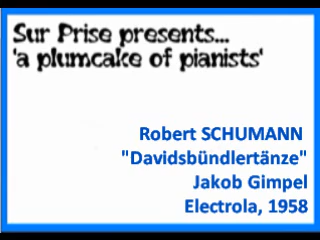 Sur Prise presents...
'a plumcake of pianists'
Robert SCHUMANN
"Davidsbündlertänze"
Jakob Gimpel
Electrola, 1958